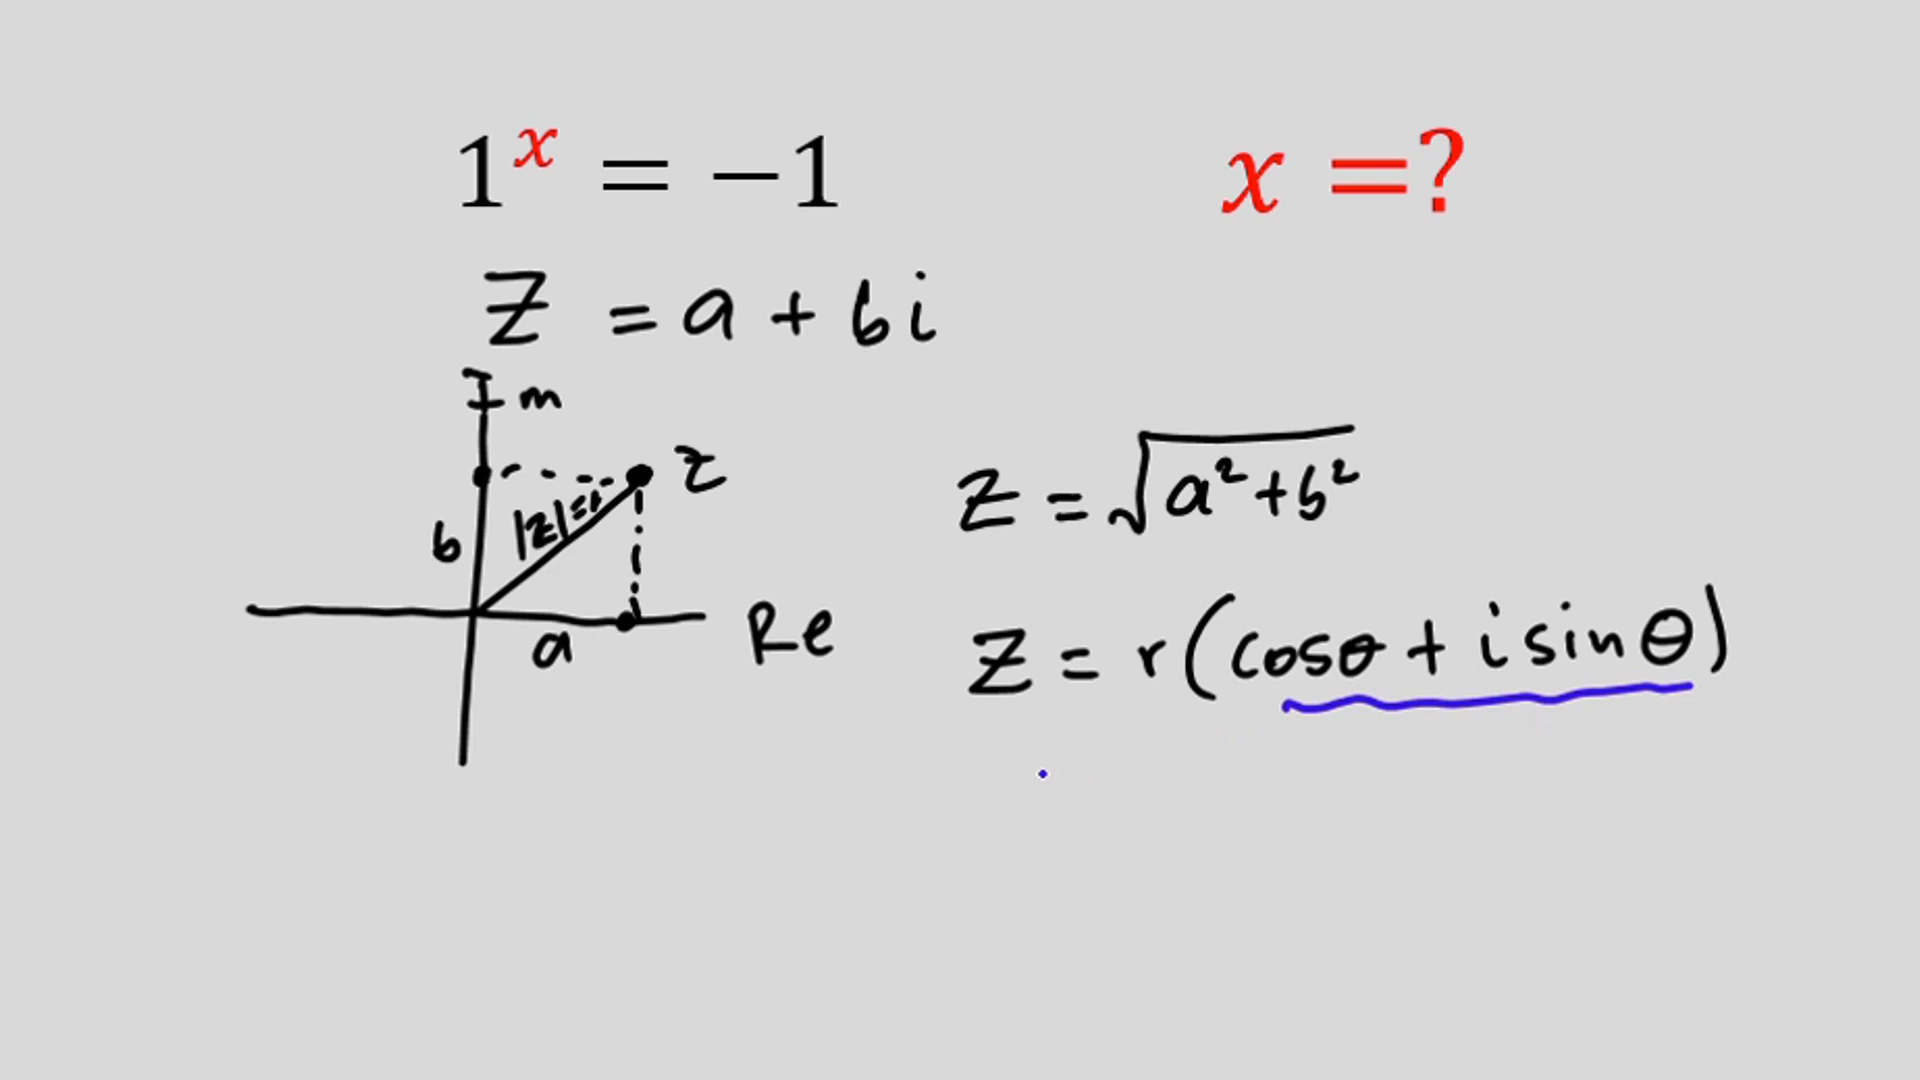 1^x = −1
x =?
Z = a + bi
Im
Z
|z|=r
b
a
Re
Z = √(a²+b²)
Z = r(cosθ + i sinθ)